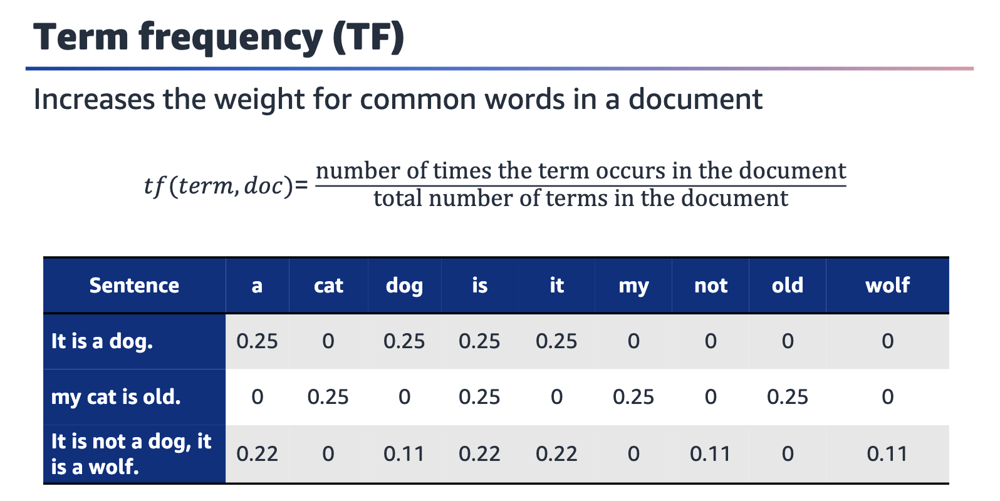 Term frequency (TF)
Increases the weight for common words in a document
number of times the term occurs in the document
tf(term, doc)=
total number of terms in the document
Sentence a cat dog is it my not old wolf
It is a dog. 0.25 0 0.25 0.25 0.25 0 0 0 0
my cat is old. 0 0.25 0 0.25 0 0.25 0 0.25 0
It is not a dog, it
is a wolf. 0.22 0 0.11 0.22 0.22 0 0.11 0 0.11